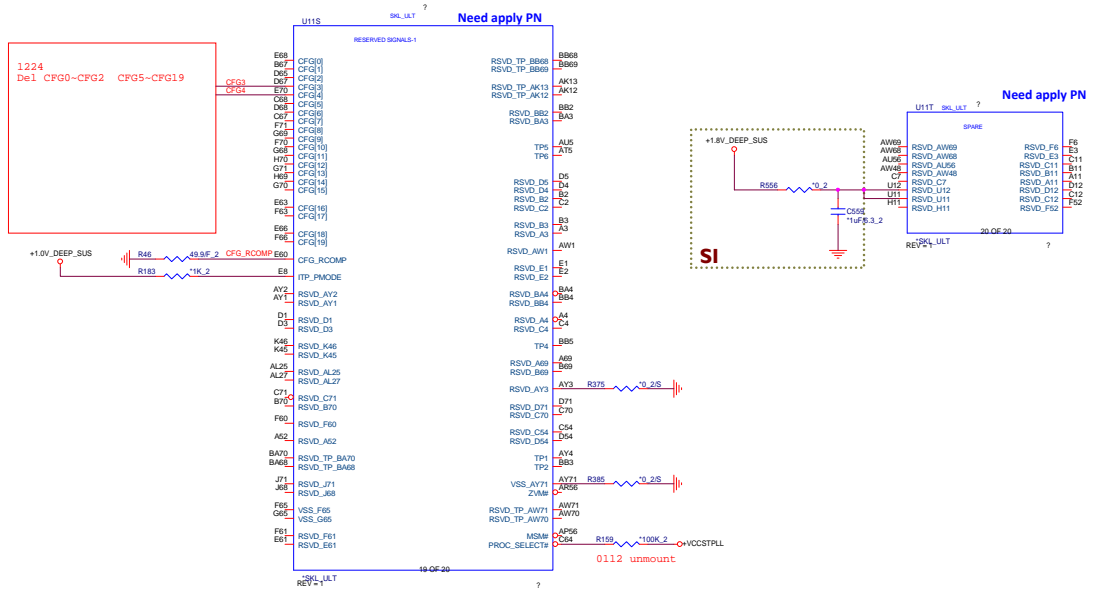 ?
U11S
SKL_ULT
Need apply PN
RESERVED SIGNALS-1
1224
Del CFG0~CFG2 CFG5~CFG19
CFG3
CFG4
E68 CFG[0]
B67 CFG[1]
D65 CFG[2]
D67 CFG[3]
E70 CFG[4]
C68 CFG[5]
D68 CFG[6]
C67 CFG[7]
F71 CFG[8]
G69 CFG[9]
F70 CFG[10]
G68 CFG[11]
H70 CFG[12]
G71 CFG[13]
H69 CFG[14]
G70 CFG[15]
E63 CFG[16]
F63 CFG[17]
E66 CFG[18]
F66 CFG[19]
+1.0V_DEEP_SUS
R46 49.9/F_2 CFG_RCOMP E60 CFG_RCOMP
R183 *1K_2 E8 ITP_PMODE
AY2 RSVD_AY2
AY1 RSVD_AY1
D1 RSVD_D1
D3 RSVD_D3
K46 RSVD_K46
K45 RSVD_K45
AL25 RSVD_AL25
AL27 RSVD_AL27
C71 RSVD_C71
B70 RSVD_B70
F60 RSVD_F60
A52 RSVD_A52
BA70 RSVD_TP_BA70
BA68 RSVD_TP_BA68
J71 RSVD_J71
J68 RSVD_J68
F65 VSS_F65
G65 VSS_G65
F61 RSVD_F61
E61 RSVD_E61
RSVD_TP_BB68 BB68
RSVD_TP_BB69 BB69
RSVD_TP_AK13 AK13
RSVD_TP_AK12 AK12
RSVD_BB2 BB2
RSVD_BA3 BA3
TP5 AU5
TP6 AT5
RSVD_D5 D5
RSVD_D4 D4
RSVD_B2 B2
RSVD_C2 C2
RSVD_B3 B3
RSVD_A3 A3
RSVD_AW1 AW1
RSVD_E1 E1
RSVD_E2 E2
RSVD_BA4 BA4
RSVD_BB4 BB4
RSVD_A4 A4
RSVD_C4 C4
TP4 BB5
RSVD_A69 A69
RSVD_B69 B69
RSVD_AY3 AY3 R375 *0_2/S
RSVD_D71 D71
RSVD_C70 C70
RSVD_C54 C54
RSVD_D54 D54
TP1 AY4
TP2 BB3
VSS_AY71 AY71 R385 *0_2/S
ZVM# AR56
RSVD_TP_AW71 AW71
RSVD_TP_AW70 AW70
MSM# AP56
PROC_SELECT# C64 R159 *100K_2 +VCCSTPLL
0112 unmount
19 OF 20
*SKL_ULT
REV = 1
?
Need apply PN
U11T SKL_ULT ?
SPARE
+1.8V_DEEP_SUS
R556 *0_2
C559
*1uF/6.3_2
SI
AW69 RSVD_AW69
AW68 RSVD_AW68
AU56 RSVD_AU56
AW48 RSVD_AW48
C7 RSVD_C7
U12 RSVD_U12
U11 RSVD_U11
H11 RSVD_H11
RSVD_F6 F6
RSVD_E3 E3
RSVD_C11 C11
RSVD_B11 B11
RSVD_A11 A11
RSVD_D12 D12
RSVD_C12 C12
RSVD_F52 F52
20 OF 20
*SKL_ULT
REV = 1
?